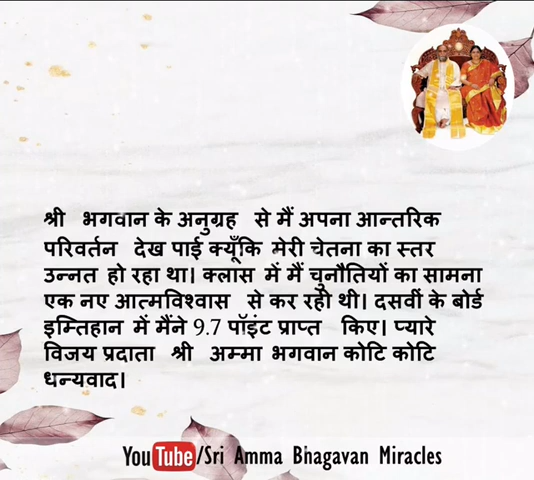 श्री भगवान के अनुग्रह से मैं अपना आन्तरिक
परिवर्तन देख पाई क्यूँकि मेरी चेतना का स्तर
उन्नत हो रहा था। क्लास में मैं चुनौतियों का सामना
एक नए आत्मविश्वास से कर रही थी। दसवीं के बोर्ड
इम्तिहान में मैंने 9.7 पॉइंट प्राप्त किए। प्यारे
विजय प्रदाता श्री अम्मा भगवान कोटि कोटि
धन्यवाद।
YouTube/Sri Amma Bhagavan Miracles